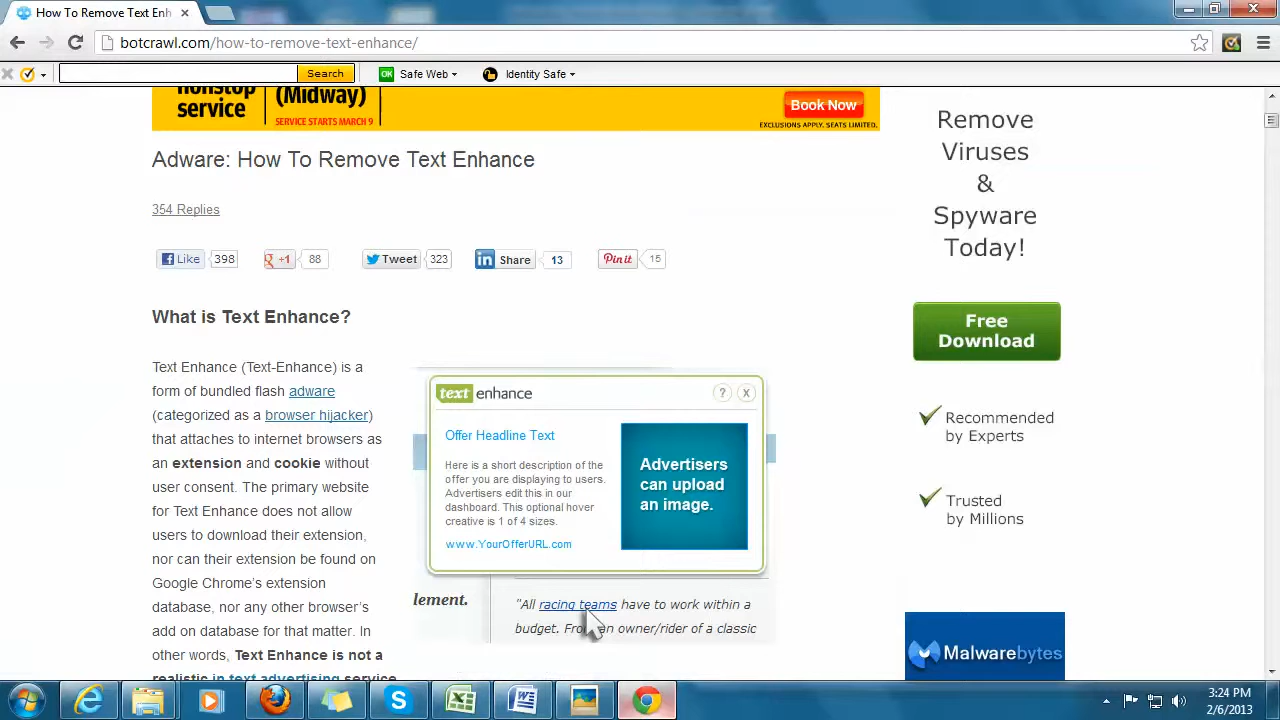 Adware: How To Remove Text Enh
botcrawl.com/how-to-remove-text-enhance/
Search
OK Safe Web
Identity Safe
nonstop
service
(Midway)
SERVICE STARTS MARCH 9
Book Now
EXCLUSIONS APPLY. SEATS LIMITED.
Adware: How To Remove Text Enhance
354 Replies
Like 398
+1 88
Tweet 323
in Share 13
Pin it 15
What is Text Enhance?
Text Enhance (Text-Enhance) is a
form of bundled flash adware
(categorized as a browser hijacker)
that attaches to internet browsers as
an extension and cookie without
user consent. The primary website
for Text Enhance does not allow
users to download their extension,
nor can their extension be found on
Google Chrome's extension
database, nor any other browser's
add on database for that matter. In
other words, Text Enhance is not a
realistic in text advertising service
text enhance
? X
Offer Headline Text
Here is a short description of the
offer you are displaying to users.
Advertisers edit this in our
dashboard. This optional hover
creative is 1 of 4 sizes.
www.YourOfferURL.com
Advertisers
can upload
an image.
lement.
"All racing teams have to work within a
budget. From an owner/rider of a classic
Remove
Viruses
&
Spyware
Today!
Free
Download
Recommended
by Experts
Trusted
by Millions
Malwarebytes
3:24 PM
2/6/2013